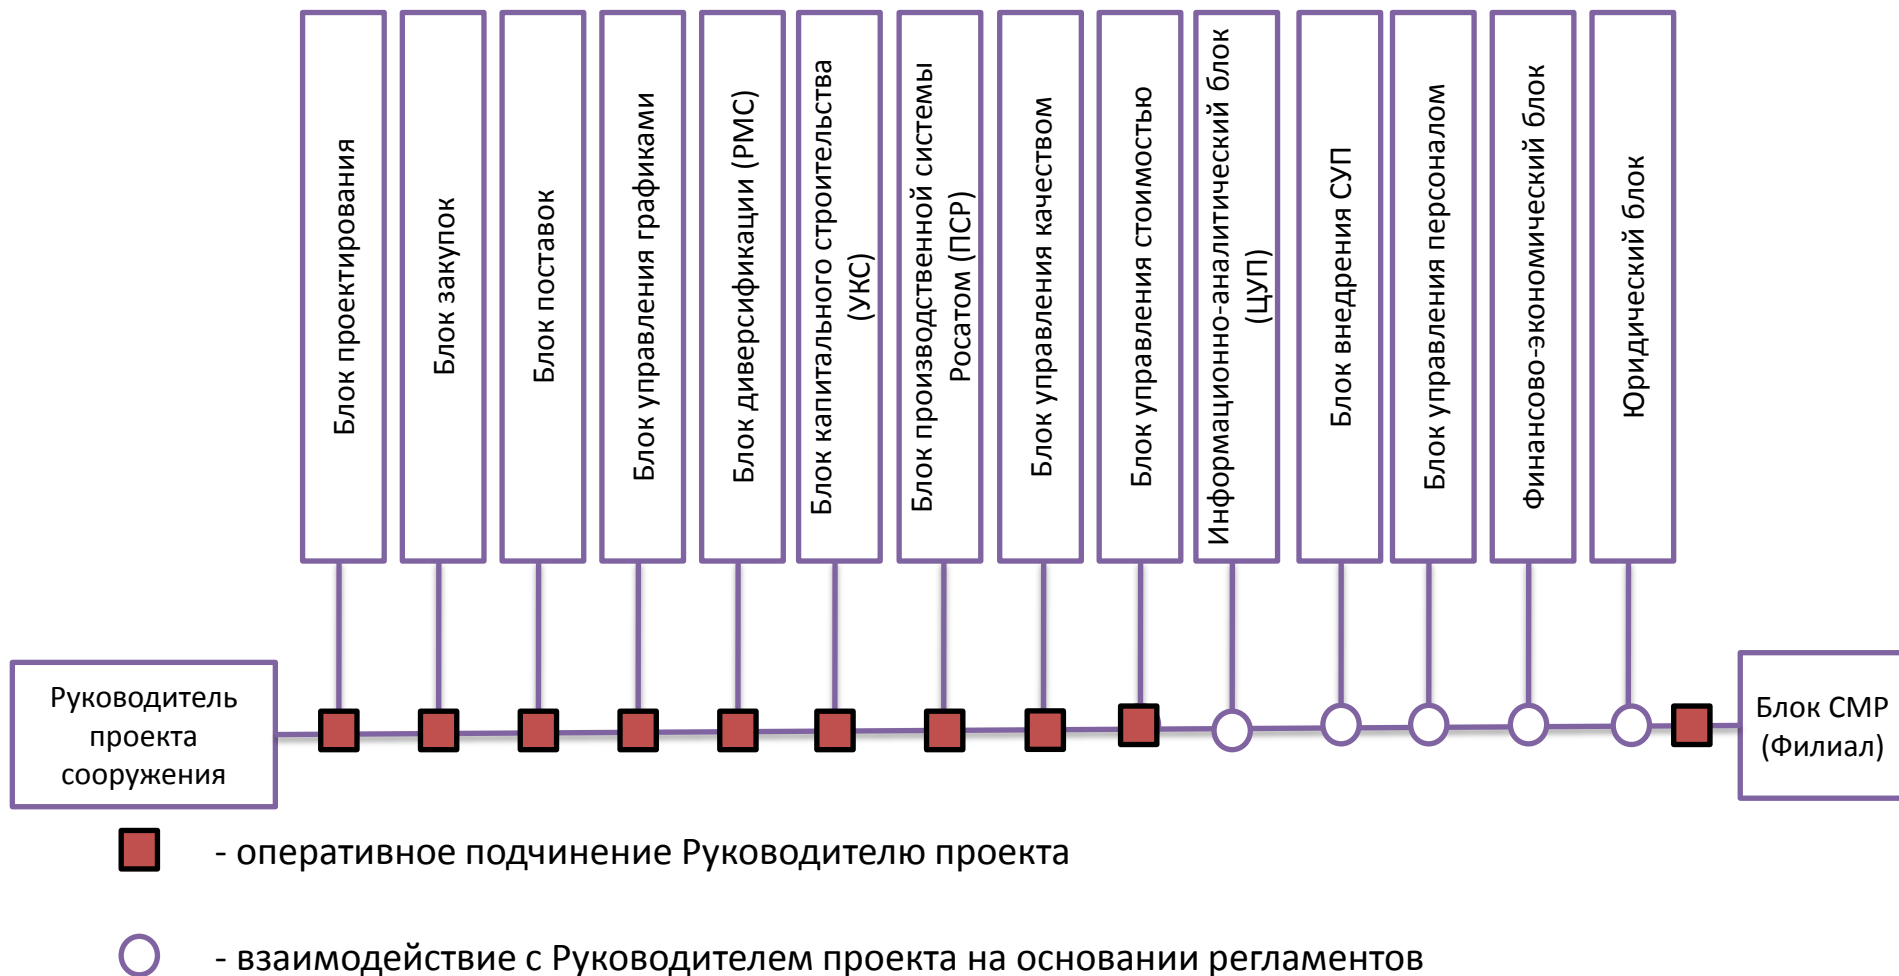 Блок проектирования
Блок закупок
Блок поставок
Блок управления графиками
Блок диверсификации (РМС)
Блок капитального строительства
(УКС)
Блок производственной системы
Росатом (ПСР)
Блок управления качеством
Блок управления стоимостью
Информационно-аналитический блок
(ЦУП)
Блок внедрения СУП
Блок управления персоналом
Финансово-экономический блок
Юридический блок
Руководитель
проекта
сооружения
Блок СМР
(Филиал)
- оперативное подчинение Руководителю проекта
- взаимодействие с Руководителем проекта на основании регламентов